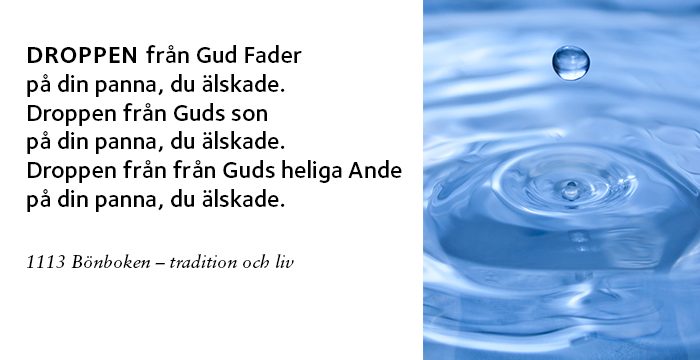 DROPPEN från Gud Fader
på din panna, du älskade.
Droppen från Guds son
på din panna, du älskade.
Droppen från från Guds heliga Ande
på din panna, du älskade.
1113 Bönboken – tradition och liv